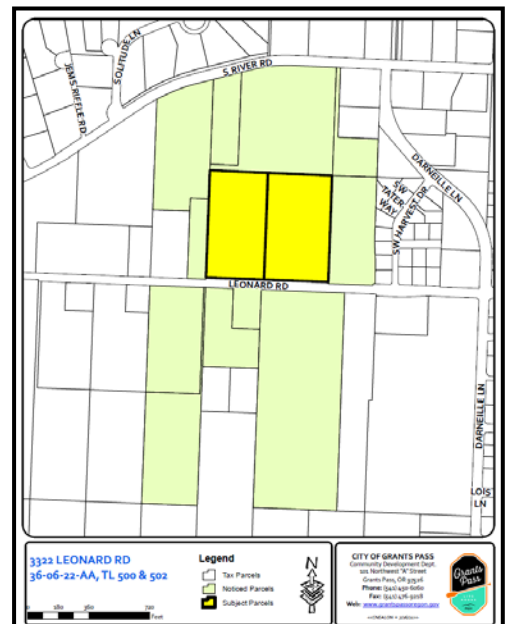 SOLITUDE LN
JEMS RIFFLE RD
S RIVER RD
DARNEILLE LN
SW TATER WAY
SW HARVEST DR
LEONARD RD
DARNEILLE LN
LOIS LN
3322 LEONARD RD
36-06-22-AA, TL 500 & 502
Legend
Tax Parcels
Noticed Parcels
Subject Parcels
N
0 180 360 720
Feet
CITY OF GRANTS PASS
Community Development Dept.
101 Northwest "A" Street
Grants Pass, OR 97526
Phone: (541) 450-6060
Fax: (541) 476-9218
Web: www.grantspassoregon.gov
Grants Pass